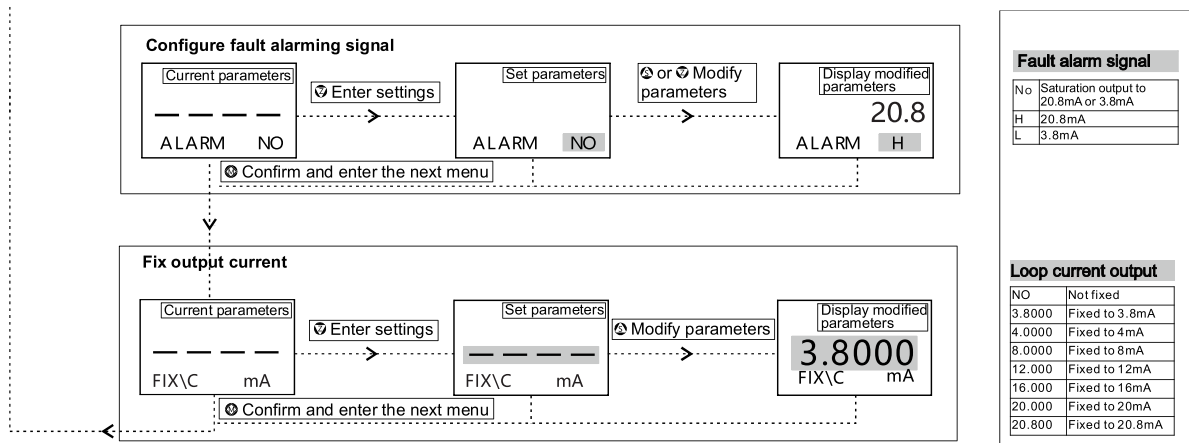 Configure fault alarming signal
Current parameters
ALARM NO
Enter settings
Set parameters
ALARM NO
or Modify
parameters
Display modified
parameters
20.8
ALARM H
Confirm and enter the next menu
Fix output current
Current parameters
FIX\C mA
Enter settings
Set parameters
FIX\C mA
Modify parameters
Display modified
parameters
3.8000
FIX\C mA
Confirm and enter the next menu
Fault alarm signal
No Saturation output to
20.8mA or 3.8mA
H 20.8mA
L 3.8mA
Loop current output
NO Not fixed
3.8000 Fixed to 3.8mA
4.0000 Fixed to 4mA
8.0000 Fixed to 8mA
12.000 Fixed to 12mA
16.000 Fixed to 16mA
20.000 Fixed to 20mA
20.800 Fixed to 20.8mA